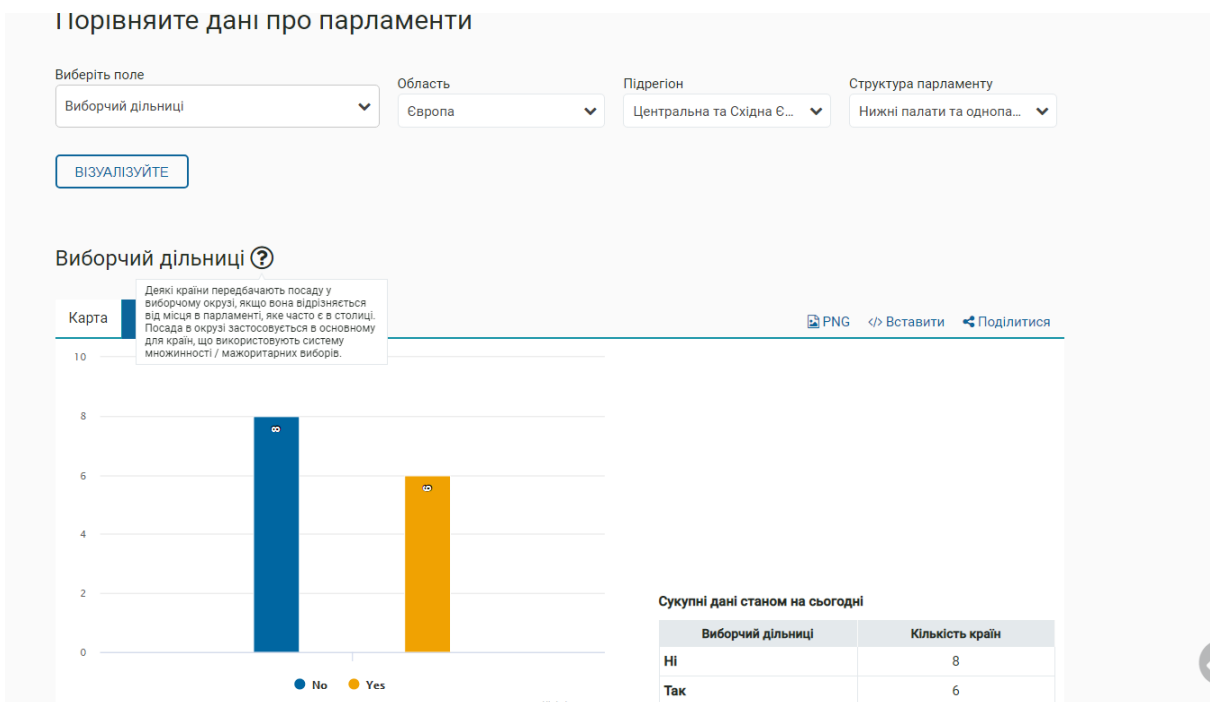 Порівняйте дані про парламенти
Виберіть поле
Область
Підрегіон
Структура парламенту
Виборчий дільниці
Європа
Центральна та Східна Є...
Нижні палати та однопа...
ВІЗУАЛІЗУЙТЕ
Виборчий дільниці ?
Деякі країни передбачають посаду у
виборчому окрузі, якщо вона відрізняється
від місця в парламенті, яке часто є в столиці.
Посада в окрузі застосовується в основному
для країн, що використовують систему
множинності / мажоритарних виборів.
Карта
PNG
</> Вставити
Поділитися
10
8
8
6
6
4
2
0
No
Yes
Сукупні дані станом на сьогодні
Виборчий дільниці Кількість країн
Ні 8
Так 6